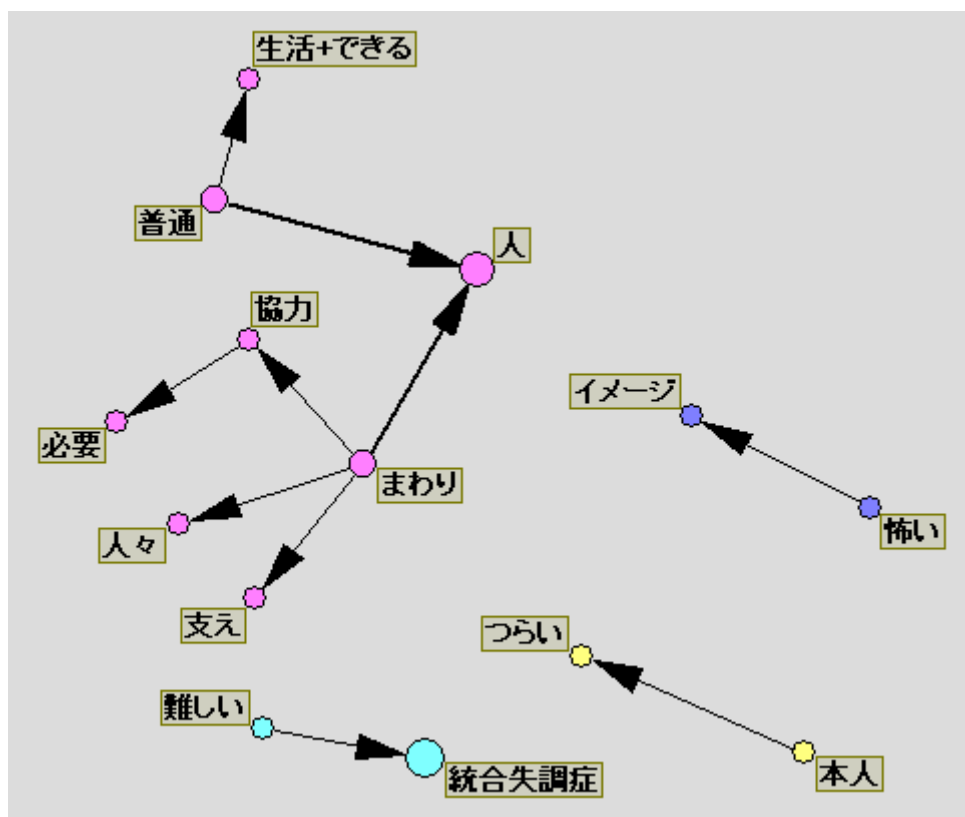 生活+できる
普通
人
協力
イメージ
必要
まわり
怖い
人々
支え
つらい
難しい
統合失調症
本人